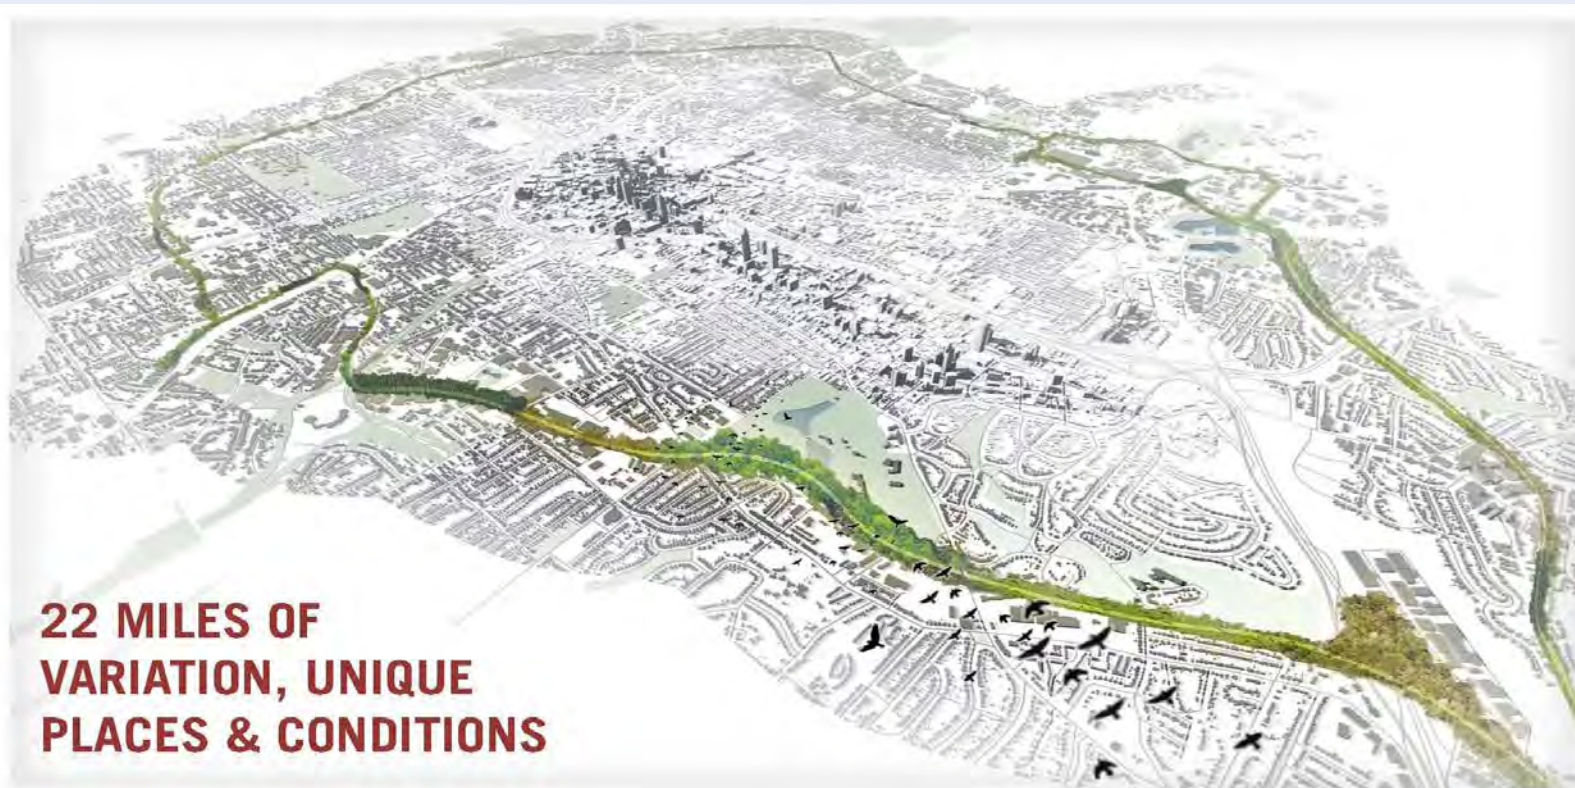 22 MILES OF
VARIATION, UNIQUE
PLACES & CONDITIONS